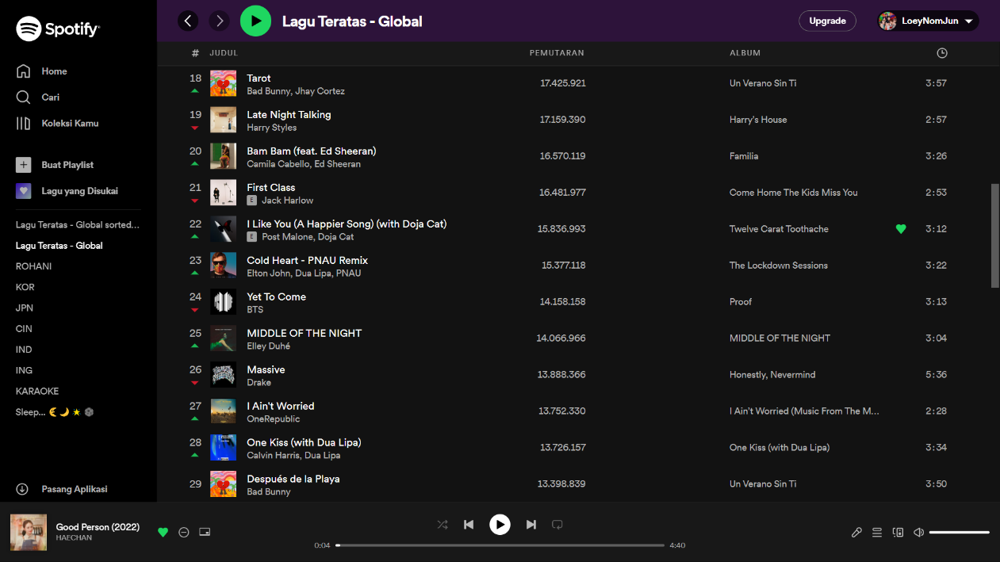 Spotify
Lagu Teratas - Global
Upgrade
LoeyNomJun
Home
Cari
Koleksi Kamu
Buat Playlist
Lagu yang Disukai
Lagu Teratas - Global sorted...
Lagu Teratas - Global
ROHANI
KOR
JPN
CIN
IND
ING
KARAOKE
Sleep...
Pasang Aplikasi
# JUDUL PEMUTARAN ALBUM
18 Tarot 17.425.921 Un Verano Sin Ti 3:57
Bad Bunny, Jhay Cortez
19 Late Night Talking 17.159.390 Harry's House 2:57
Harry Styles
20 Bam Bam (feat. Ed Sheeran) 16.570.119 Familia 3:26
Camila Cabello, Ed Sheeran
21 First Class 16.481.977 Come Home The Kids Miss You 2:53
E Jack Harlow
22 I Like You (A Happier Song) (with Doja Cat) 15.836.993 Twelve Carat Toothache 3:12
E Post Malone, Doja Cat
23 Cold Heart - PNAU Remix 15.377.118 The Lockdown Sessions 3:22
Elton John, Dua Lipa, PNAU
24 Yet To Come 14.158.158 Proof 3:13
BTS
25 MIDDLE OF THE NIGHT 14.066.966 MIDDLE OF THE NIGHT 3:04
Elley Duhé
26 Massive 13.888.366 Honestly, Nevermind 5:36
Drake
27 I Ain't Worried 13.752.330 I Ain't Worried (Music From The M... 2:28
OneRepublic
28 One Kiss (with Dua Lipa) 13.726.157 One Kiss (with Dua Lipa) 3:34
Calvin Harris, Dua Lipa
29 Después de la Playa 13.398.839 Un Verano Sin Ti 3:50
Bad Bunny
Good Person (2022)
HAECHAN
0:04 4:40